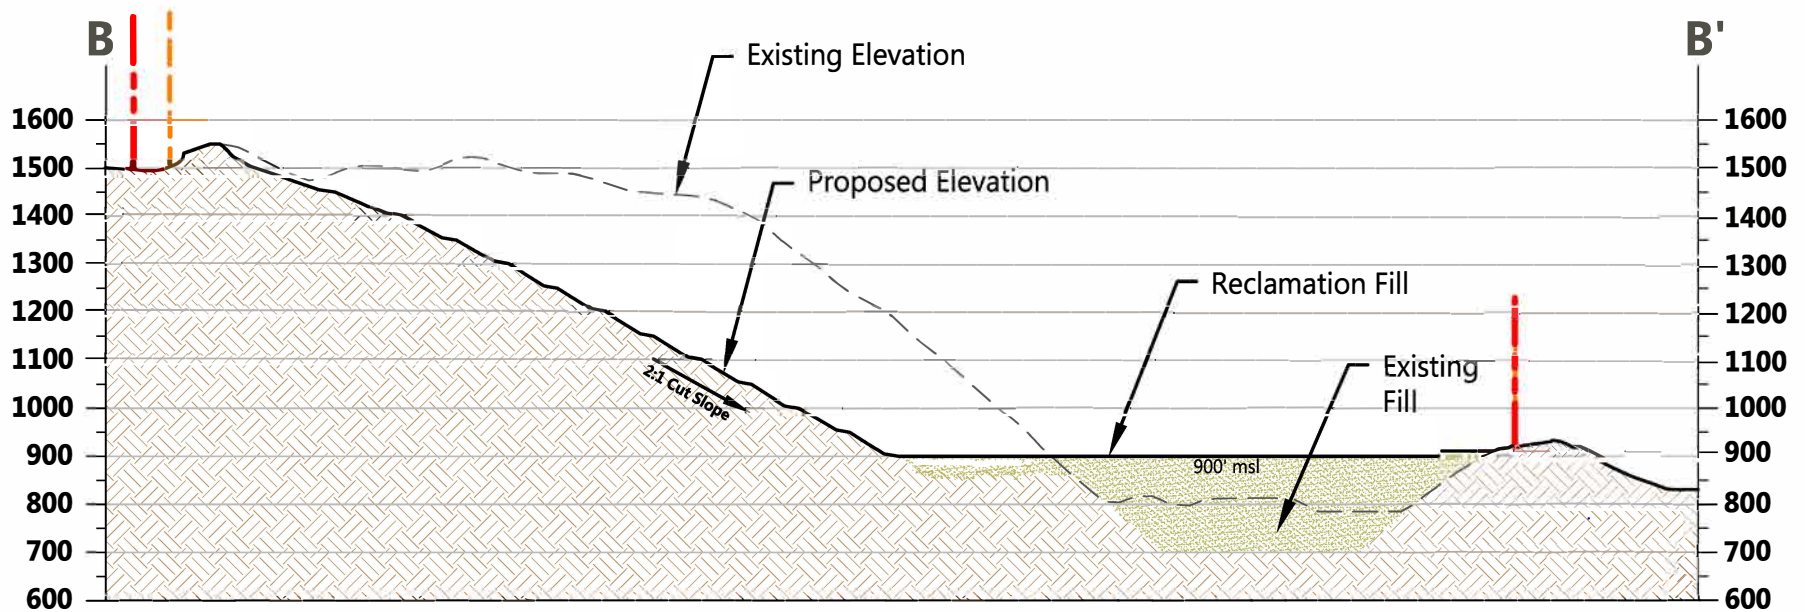 B
B'
Existing Elevation
1600
1600
1500
1500
Proposed Elevation
1400
1400
1300
1300
Reclamation Fill
1200
1200
1100
1100
Existing
Fill
2:1 Cut Slope
1000
1000
900
900
900' msl
800
800
700
700
600
600